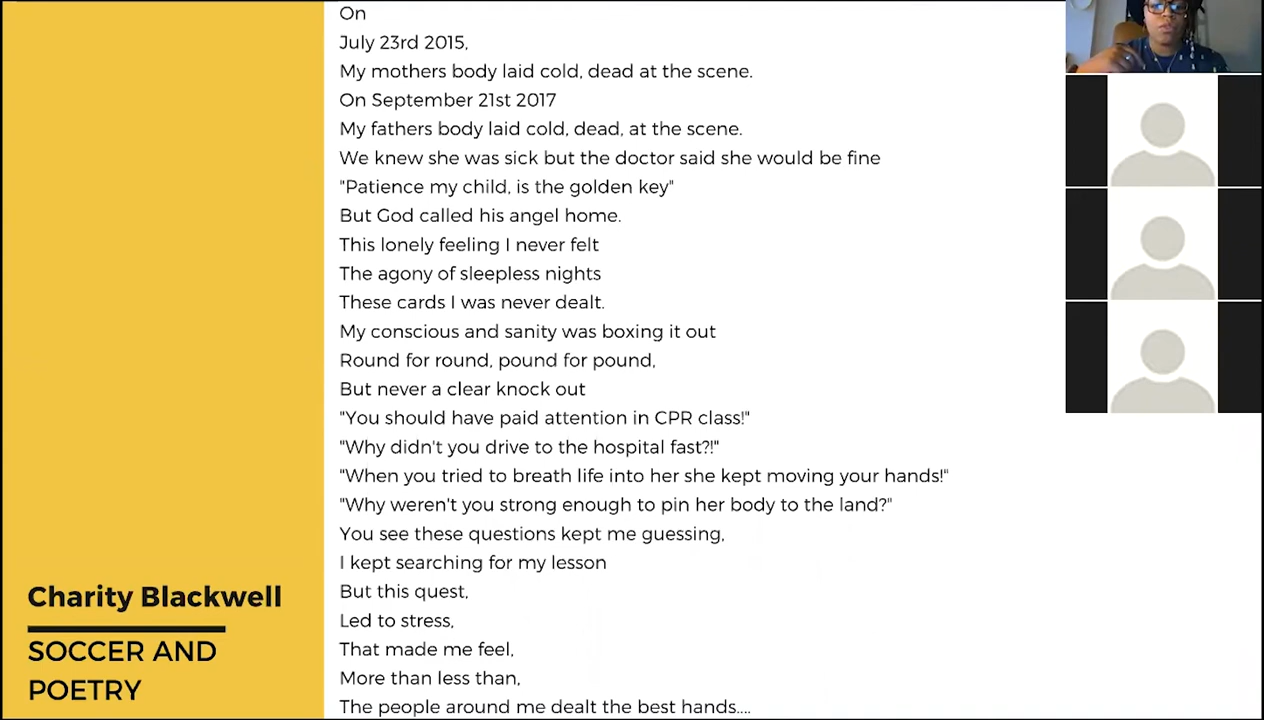 On
July 23rd 2015,
My mothers body laid cold, dead at the scene.
On September 21st 2017
My fathers body laid cold, dead, at the scene.
We knew she was sick but the doctor said she would be fine
"Patience my child, is the golden key"
But God called his angel home.
This lonely feeling I never felt
The agony of sleepless nights
These cards I was never dealt.
My conscious and sanity was boxing it out
Round for round, pound for pound,
But never a clear knock out
"You should have paid attention in CPR class!"
"Why didn't you drive to the hospital fast?!"
"When you tried to breath life into her she kept moving your hands!"
"Why weren't you strong enough to pin her body to the land?"
You see these questions kept me guessing,
I kept searching for my lesson
But this quest,
Led to stress,
That made me feel,
More than less than,
The people around me dealt the best hands....
Charity Blackwell
SOCCER AND
POETRY